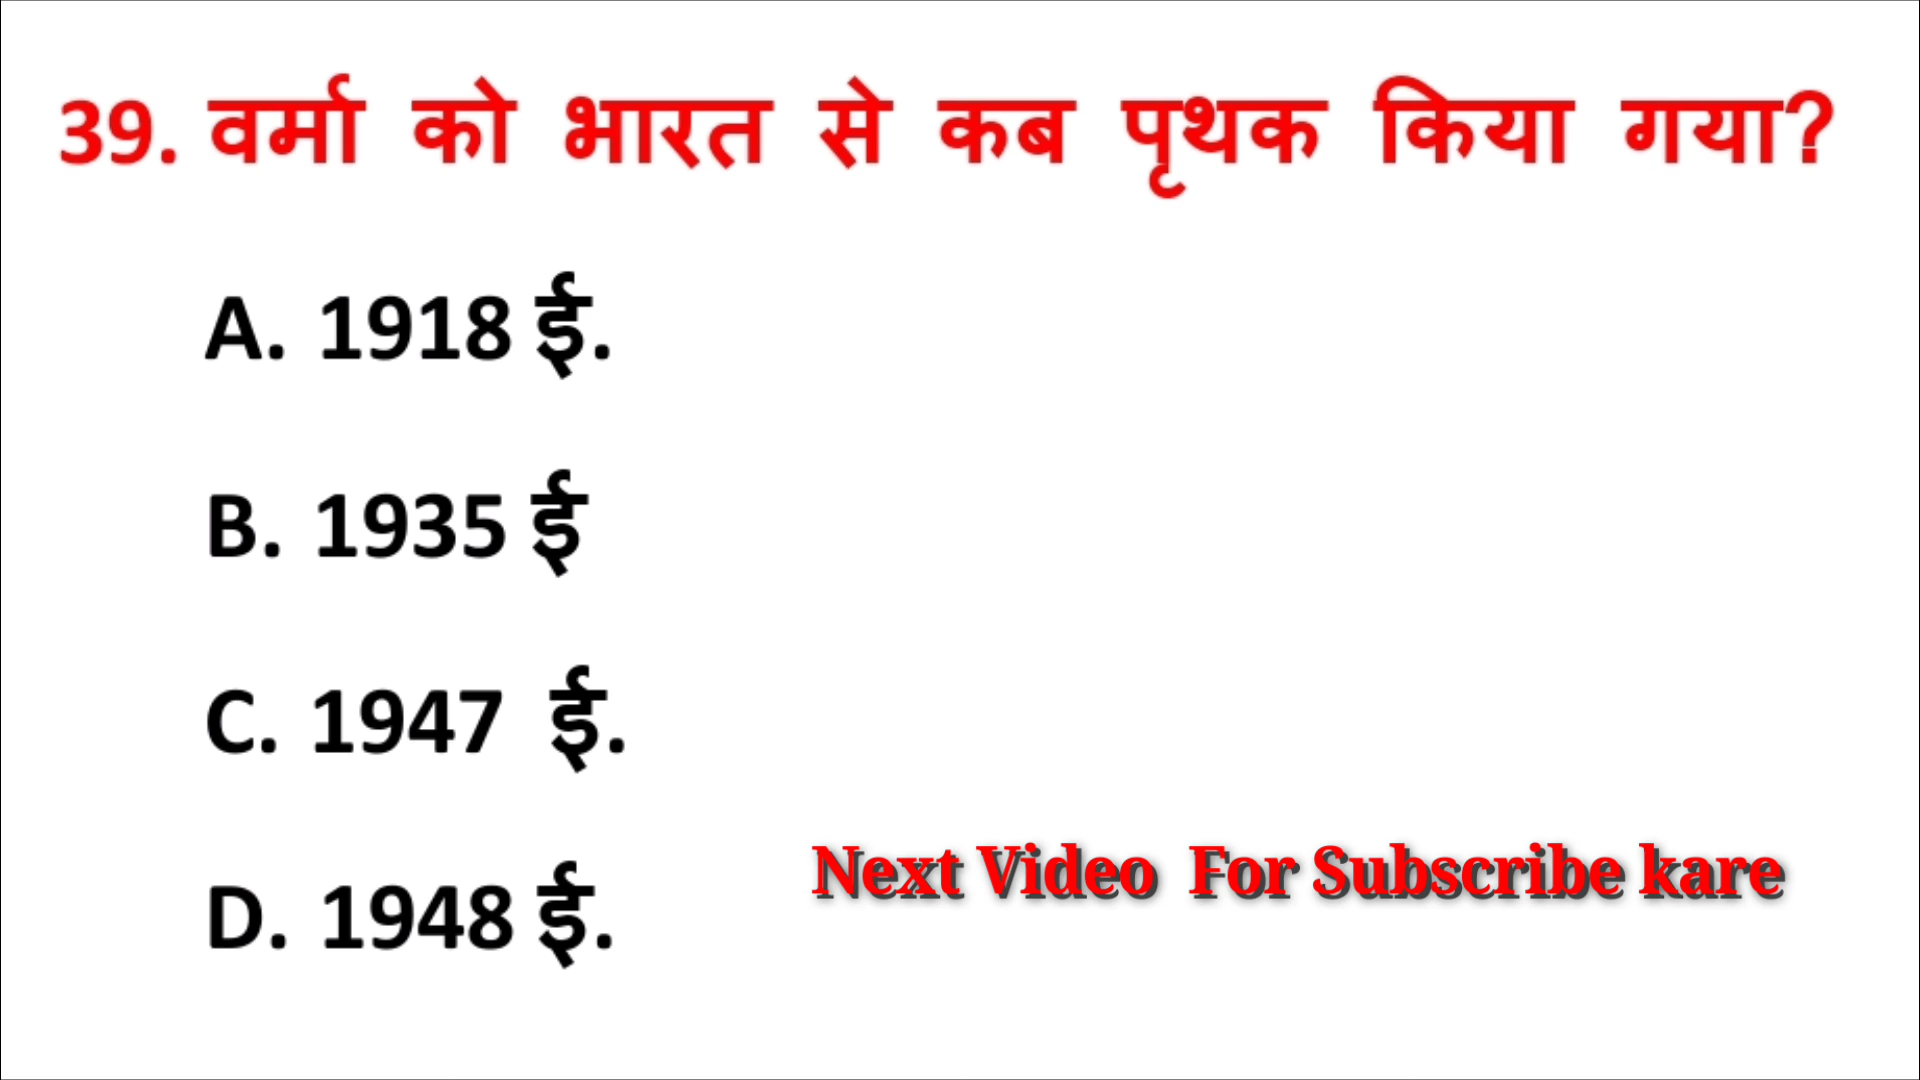 39. वर्मा को भारत से कब पृथक किया गया?
A. 1918 ई.
B. 1935 ई
C. 1947 ई.
D. 1948 ई.
Next Video For Subscribe kare